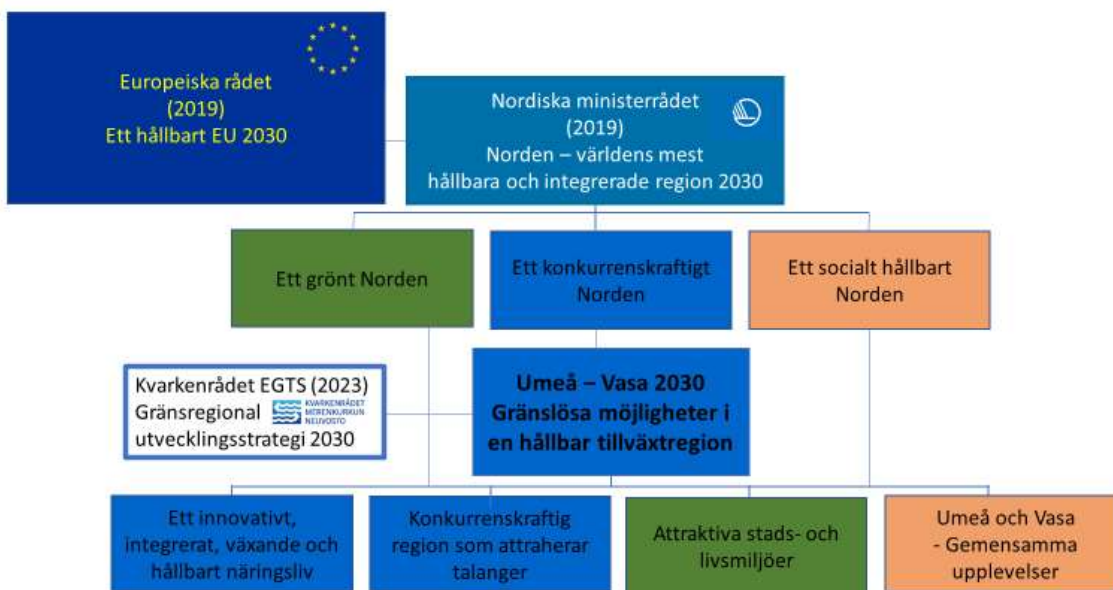 Europeiska rådet
(2019)
Ett hållbart EU 2030
Nordiska ministerrådet
(2019)
Norden – världens mest
hållbara och integrerade region 2030
Ett grönt Norden
Ett konkurrenskraftigt
Norden
Ett socialt hållbart
Norden
Kvarkenrådet EGTS (2023)
Gränsregional
utvecklingsstrategi 2030
KVARKENRÅDET
MERENKURKUN
NEUVOSTO
Umeå – Vasa 2030
Gränslösa möjligheter i
en hållbar tillväxtregion
Ett innovativt,
integrerat, växande och
hållbart näringsliv
Konkurrenskraftig
region som attraherar
talanger
Attraktiva stads- och
livsmiljöer
Umeå och Vasa
- Gemensamma
upplevelser